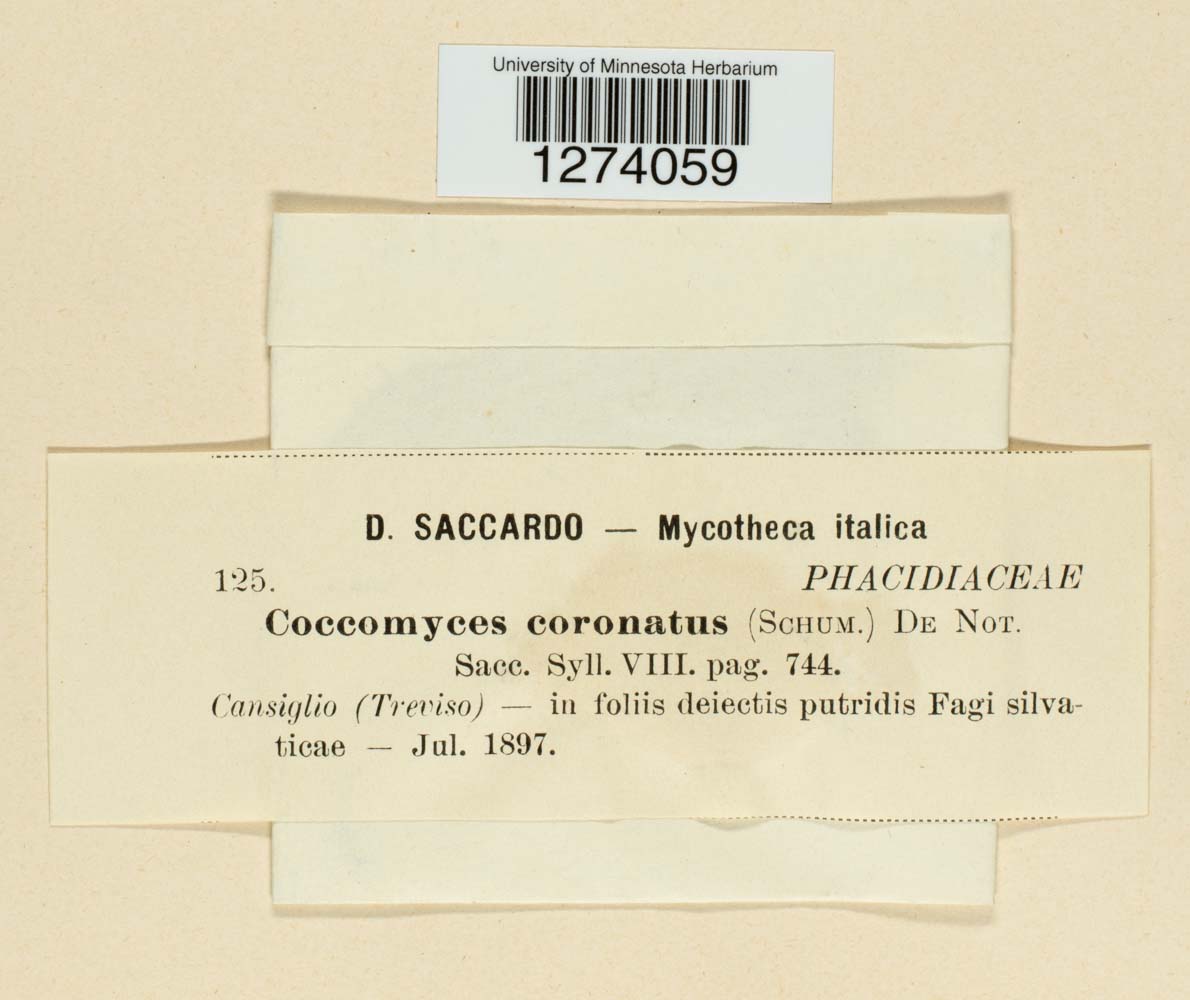 University of Minnesota Herbarium
1274059
D. SACCARDO — Mycotheca italica
125. PHACIDIACEAE
Coccomyces coronatus (SCHUM.) DE NOT.
Sacc. Syll. VIII. pag. 744.
Cansiglio (Treviso) — in foliis deiectis putridis Fagi silva-
ticae — Jul. 1897.